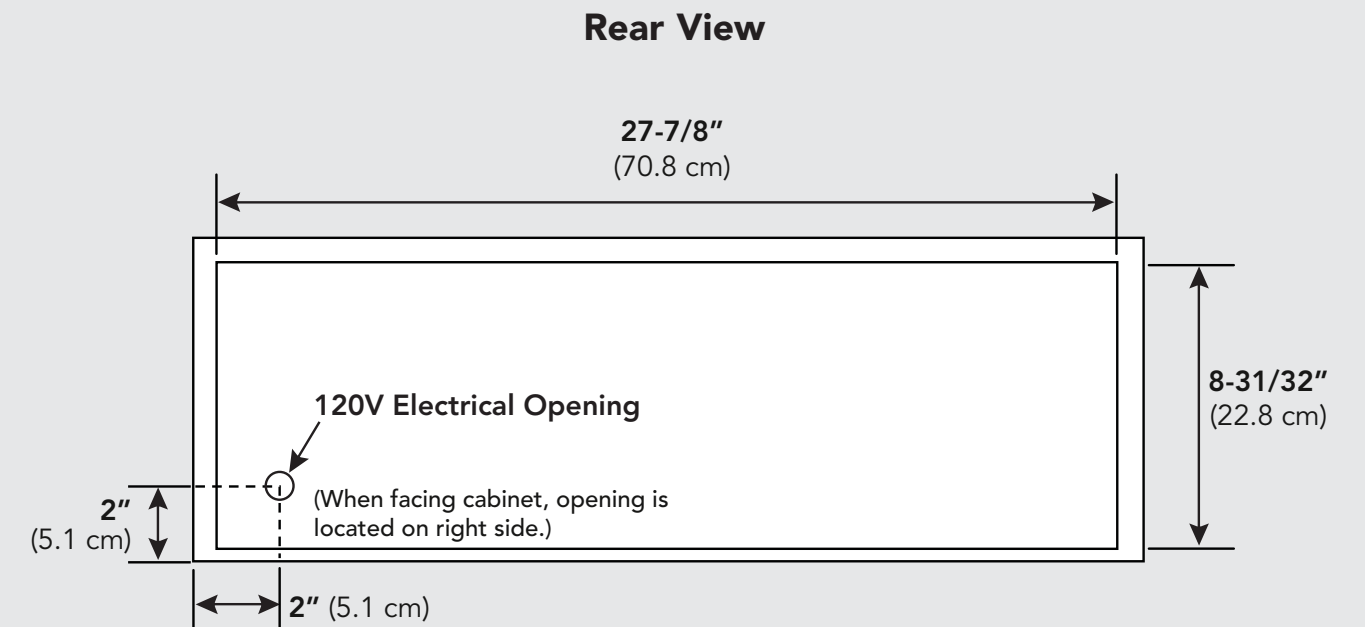 Rear View
27-7/8”
(70.8 cm)
8-31/32”
(22.8 cm)
120V Electrical Opening
(When facing cabinet, opening is
located on right side.)
2”
(5.1 cm)
2” (5.1 cm)